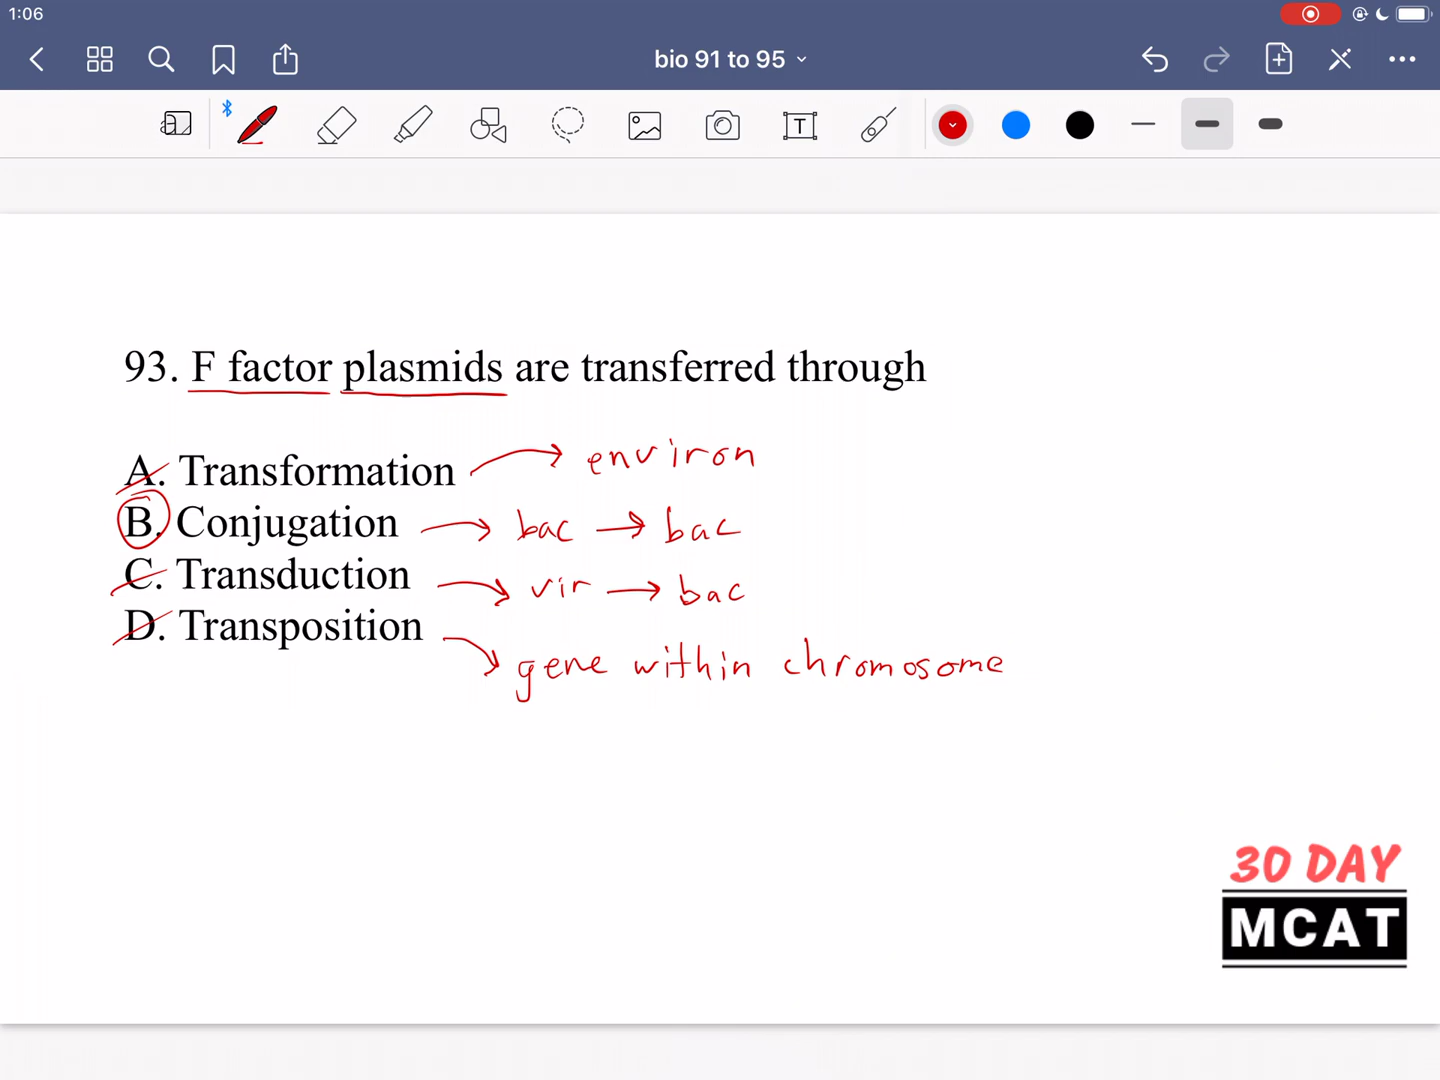 1:06
bio 91 to 95
T
93. F factor plasmids are transferred through
A. Transformation → environ
B. Conjugation → bac → bac
C. Transduction → vir → bac
D. Transposition → gene within chromosome
30 DAY
MCAT